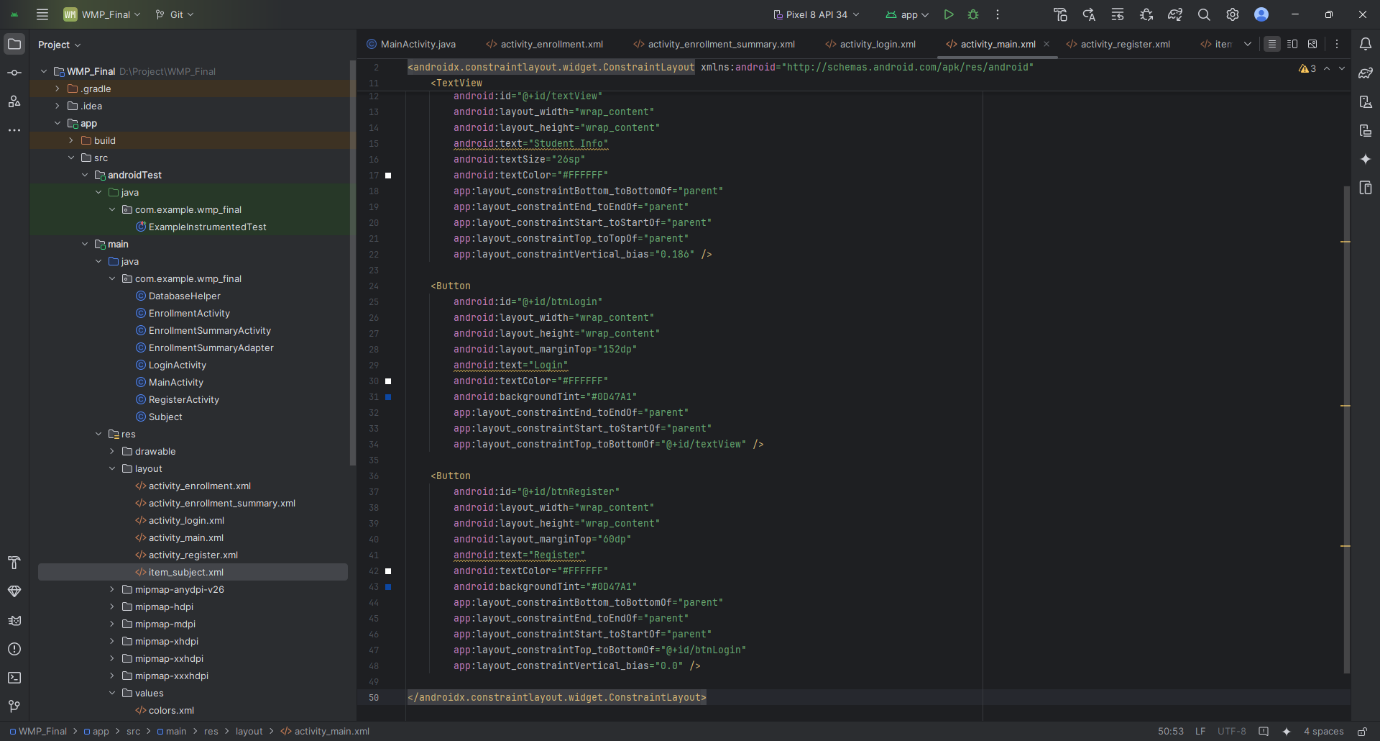 WM WMP_Final Git Pixel 8 API 34 app
Project
MainActivity.java activity_enrollment.xml activity_enrollment_summary.xml activity_login.xml activity_main.xml activity_register.xml iten
WMP_Final D:\Project\WMP_Final
.gradle
.idea
app
build
src
androidTest
java
com.example.wmp_final
ExampleInstrumentedTest
main
java
com.example.wmp_final
DatabaseHelper
EnrollmentActivity
EnrollmentSummaryActivity
EnrollmentSummaryAdapter
LoginActivity
MainActivity
RegisterActivity
Subject
res
drawable
layout
activity_enrollment.xml
activity_enrollment_summary.xml
activity_login.xml
activity_main.xml
activity_register.xml
item_subject.xml
mipmap-anydpi-v26
mipmap-hdpi
mipmap-mdpi
mipmap-xhdpi
mipmap-xxhdpi
mipmap-xxxhdpi
values
colors.xml
2 <androidx.constraintlayout.widget.ConstraintLayout xmlns:android="http://schemas.android.com/apk/res/android"
3
11 <TextView
12 android:id="@+id/textView"
13 android:layout_width="wrap_content"
14 android:layout_height="wrap_content"
15 android:text="Student Info"
16 android:textSize="26sp"
17 android:textColor="#FFFFFF"
18 app:layout_constraintBottom_toBottomOf="parent"
19 app:layout_constraintEnd_toEndOf="parent"
20 app:layout_constraintStart_toStartOf="parent"
21 app:layout_constraintTop_toTopOf="parent"
22 app:layout_constraintVertical_bias="0.186" />
23
24 <Button
25 android:id="@+id/btnLogin"
26 android:layout_width="wrap_content"
27 android:layout_height="wrap_content"
28 android:layout_marginTop="152dp"
29 android:text="Login"
30 android:textColor="#FFFFFF"
31 android:backgroundTint="#0D47A1"
32 app:layout_constraintEnd_toEndOf="parent"
33 app:layout_constraintStart_toStartOf="parent"
34 app:layout_constraintTop_toBottomOf="@+id/textView" />
35
36 <Button
37 android:id="@+id/btnRegister"
38 android:layout_width="wrap_content"
39 android:layout_height="wrap_content"
40 android:layout_marginTop="60dp"
41 android:text="Register"
42 android:textColor="#FFFFFF"
43 android:backgroundTint="#0D47A1"
44 app:layout_constraintBottom_toBottomOf="parent"
45 app:layout_constraintEnd_toEndOf="parent"
46 app:layout_constraintStart_toStartOf="parent"
47 app:layout_constraintTop_toBottomOf="@+id/btnLogin"
48 app:layout_constraintVertical_bias="0.0" />
49
50 </androidx.constraintlayout.widget.ConstraintLayout>
WMP_Final > app > src > main > res > layout > activity_main.xml 50:53 LF UTF-8 4 spaces